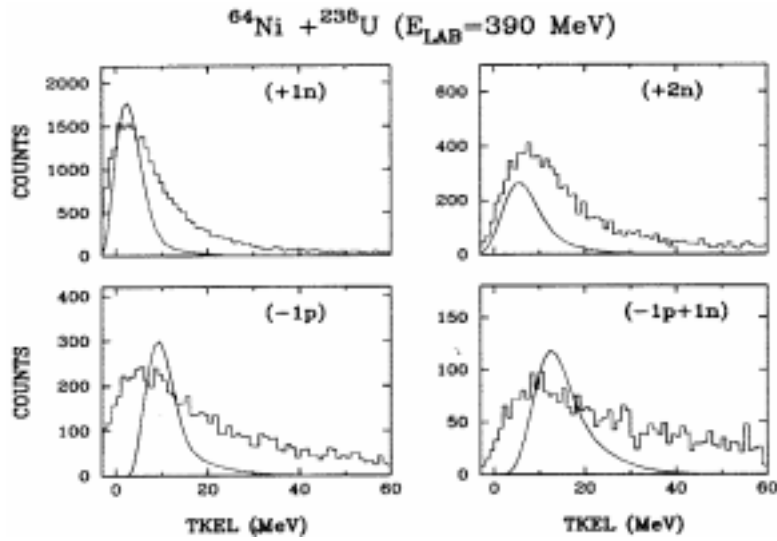 ⁶⁴Ni + ²³⁸U (E_LAB=390 MeV)
(+1n)
2000
1500
1000
500
0
COUNTS
(+2n)
600
400
200
0
(−1p)
400
300
200
100
0
COUNTS
0 20 40 60
TKEL (MeV)
(−1p+1n)
150
100
50
0
0 20 40 60
TKEL (MeV)